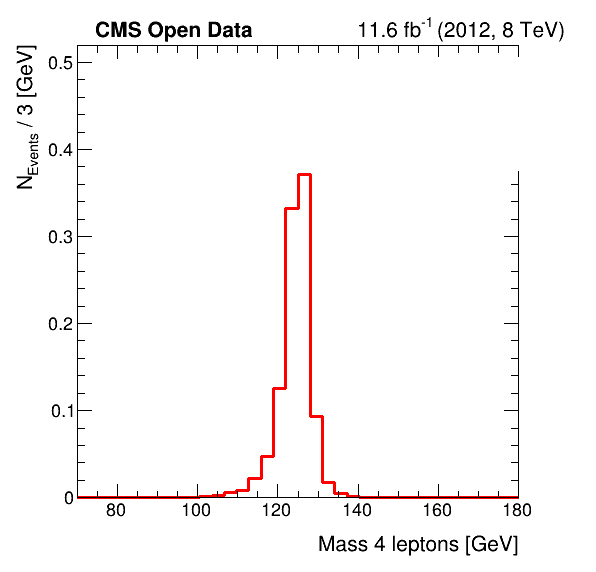 CMS Open Data 11.6 fb⁻¹ (2012, 8 TeV)
N_Events / 3 [GeV]
0.5
0.4
0.3
0.2
0.1
0
80 100 120 140 160 180
Mass 4 leptons [GeV]